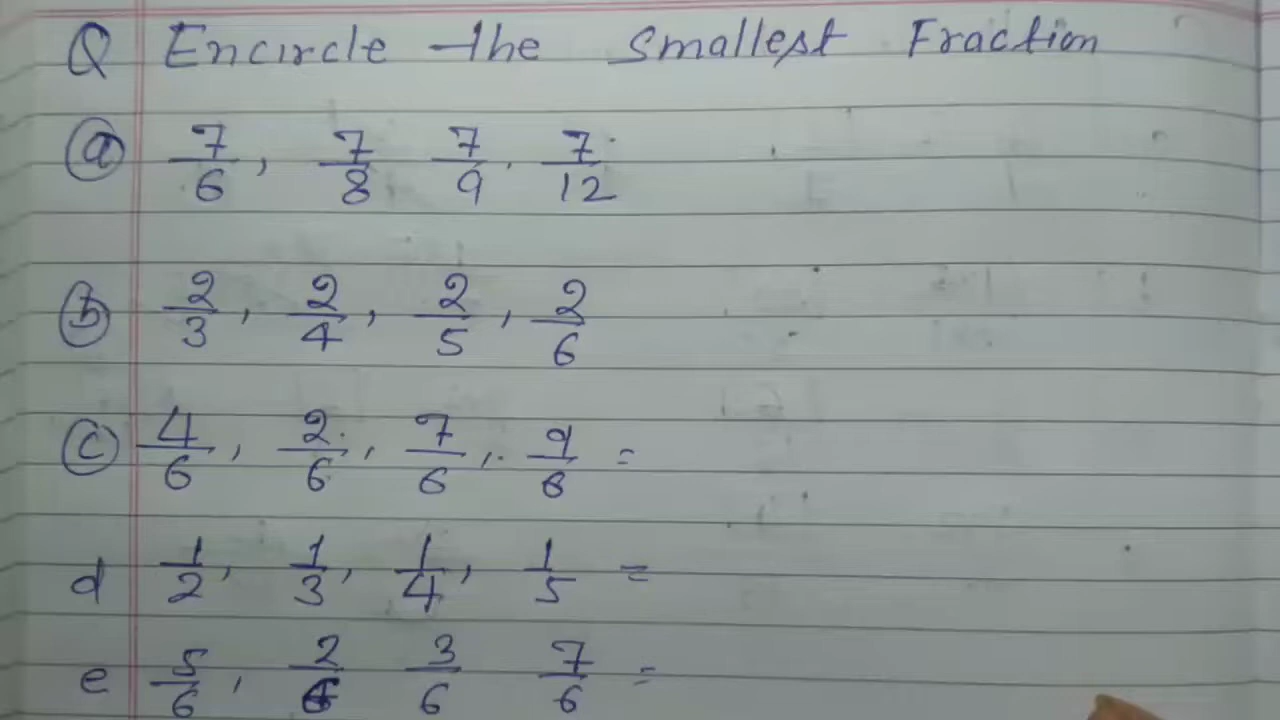 Q Encircle the Smallest Fraction
(a) 7/6, 7/8 7/9. 7/12
(b) 2/3, 2/4, 2/5, 2/6
(c) 4/6, 2/6, 7/6, 9/6 =
d 1/2, 1/3, 1/4, 1/5 =
e 5/6, 2/6 3/6 7/6 =